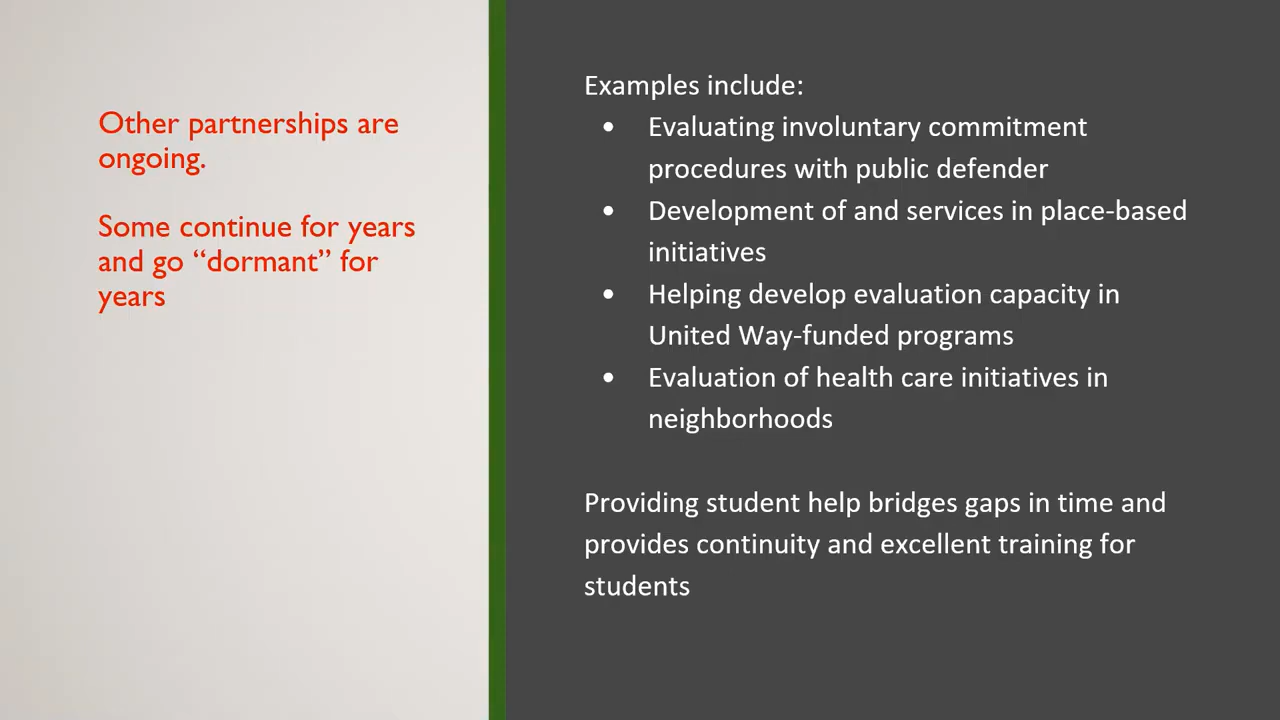 Other partnerships are
ongoing.
Some continue for years
and go “dormant” for
years
Examples include:
• Evaluating involuntary commitment
procedures with public defender
• Development of and services in place-based
initiatives
• Helping develop evaluation capacity in
United Way-funded programs
• Evaluation of health care initiatives in
neighborhoods
Providing student help bridges gaps in time and
provides continuity and excellent training for
students